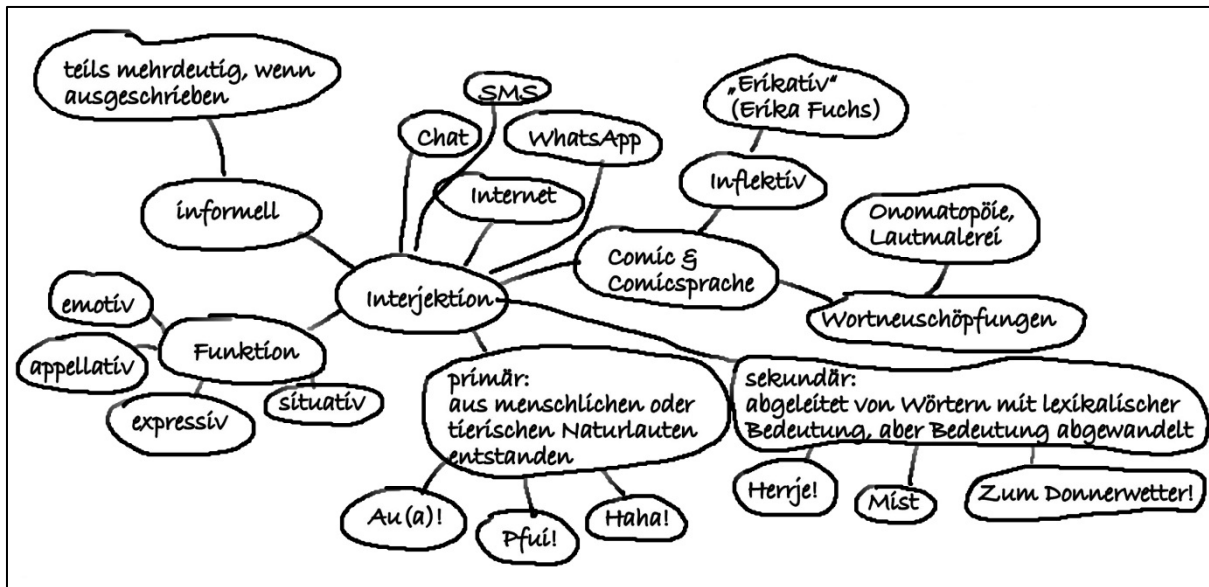 teils mehrdeutig, wenn
ausgeschrieben
informell
Chat
SMS
WhatsApp
Internet
„Erikativ“
(Erika Fuchs)
Inflektiv
Onomatopöie,
Lautmalerei
Comic &
Comicsprache
Wortneuschöpfungen
Interjektion
emotiv
appellativ
Funktion
expressiv
situativ
primär:
aus menschlichen oder
tierischen Naturlauten
entstanden
Au(a)!
Pfui!
Haha!
sekundär:
abgeleitet von Wörtern mit lexikalischer
Bedeutung, aber Bedeutung abgewandelt
Herrje!
Mist
Zum Donnerwetter!